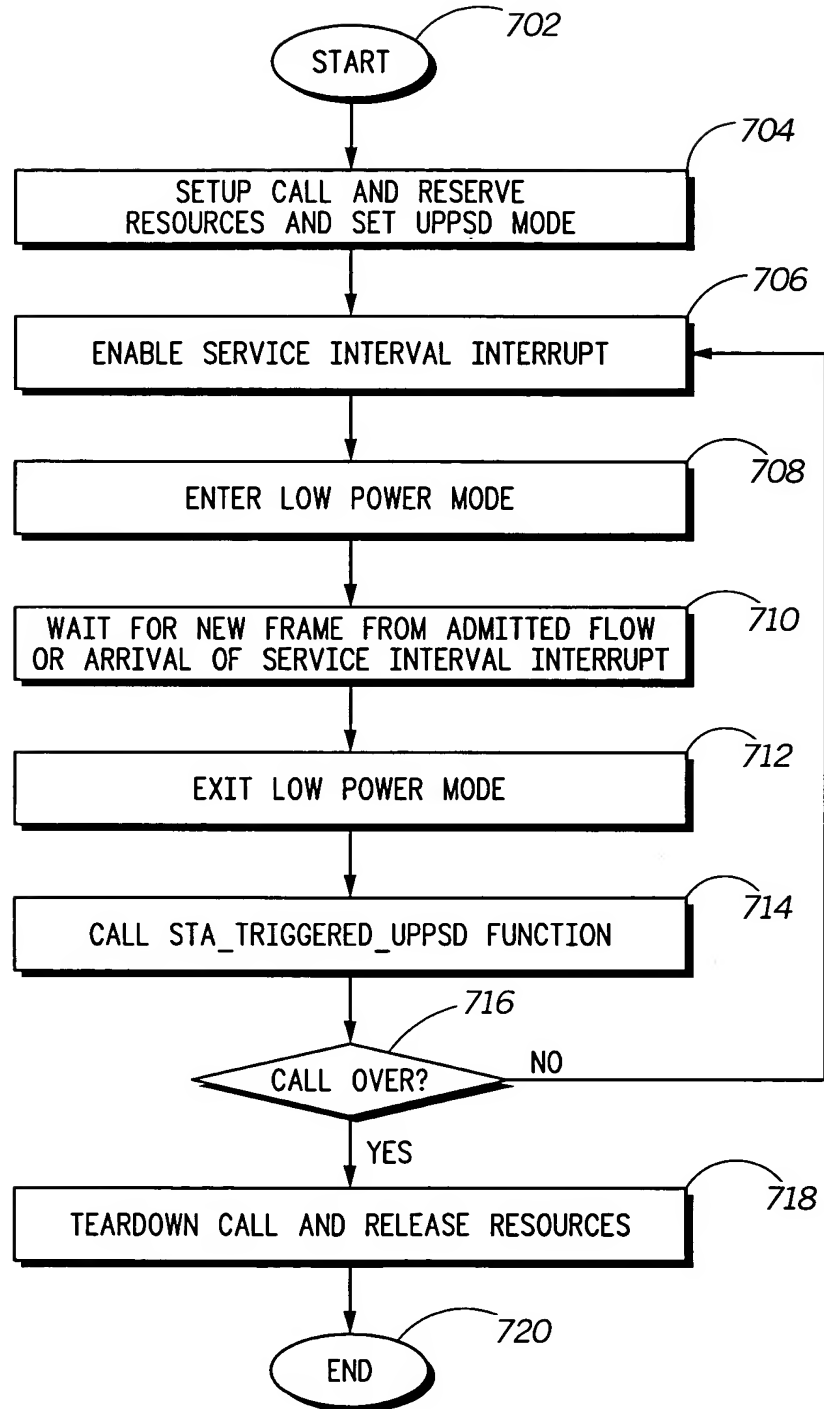 702
START
704
SETUP CALL AND RESERVE
RESOURCES AND SET UPPSD MODE
706
ENABLE SERVICE INTERVAL INTERRUPT
708
ENTER LOW POWER MODE
710
WAIT FOR NEW FRAME FROM ADMITTED FLOW
OR ARRIVAL OF SERVICE INTERVAL INTERRUPT
712
EXIT LOW POWER MODE
714
CALL STA_TRIGGERED_UPPSD FUNCTION
716
CALL OVER?
NO
YES
718
TEARDOWN CALL AND RELEASE RESOURCES
720
END